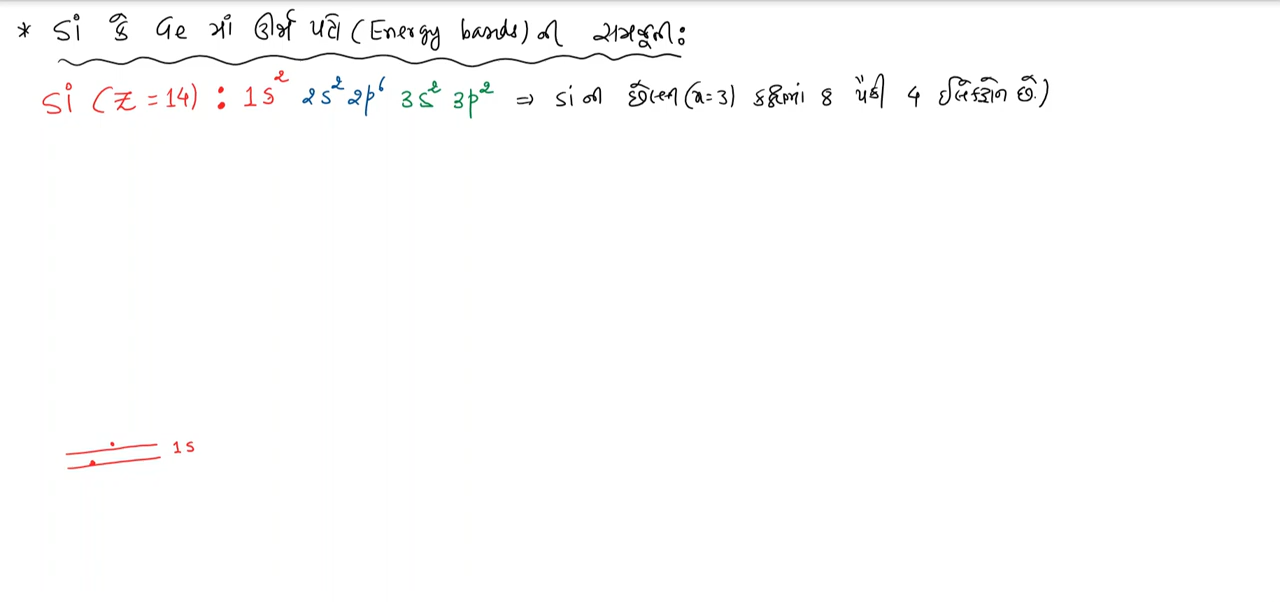 * Si કે Ge માં ઊર્જા પટો (Energy bands) ની સમજૂતી:
Si (Z = 14) : 1s² 2s² 2p⁶ 3s² 3p² ⇒ Si ની છેલ્લી (n=3) કક્ષામાં 8 પૈકી 4 ઇલેક્ટ્રોન છે.)
1s